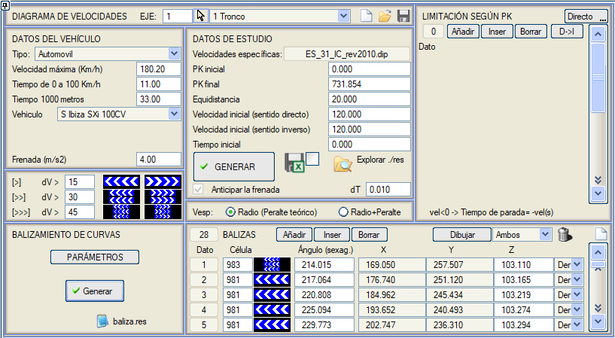 DIAGRAMA DE VELOCIDADES EJE: 1 1 Tronco
DATOS DEL VEHÍCULO
Tipo: Automovil
Velocidad máxima (Km/h) 180.20
Tiempo de 0 a 100 Km/H 11.00
Tiempo 1000 metros 33.00
Vehiculo S Ibiza SXi 100CV
Frenada (m/s2) 4.00
[>] dV > 15
[>>] dV > 30
[>>>] dV > 45
DATOS DE ESTUDIO
Velocidades específicas: ES_31_IC_rev2010.dip
PK inicial 0.000
PK final 731.854
Equidistancia 20.000
Velocidad inicial (sentido directo) 120.000
Velocidad inicial (sentido inverso) 120.000
Tiempo inicial 0.000
GENERAR Explorar ./res
Anticipar la frenada dT 0.010
Vesp: Radio (Peralte teórico) Radio+Peralte
LIMITACIÓN SEGÚN PK Directo
0 Añadir Inser Borrar D->I
Dato
vel<0 -> Tiempo de parada= -vel(s)
BALIZAMIENTO DE CURVAS
PARÁMETROS
Generar
baliza.res
28 BALIZAS Añadir Inser Borrar Dibujar Ambos
Dato Célula Ángulo (sexag.) X Y Z
1 983 214.015 169.050 257.507 103.110 Der
2 981 217.064 176.740 251.120 103.165 Der
3 981 220.808 184.962 245.434 103.219 Der
4 981 225.094 193.652 240.493 103.274 Der
5 981 229.773 202.747 236.310 103.294 Der